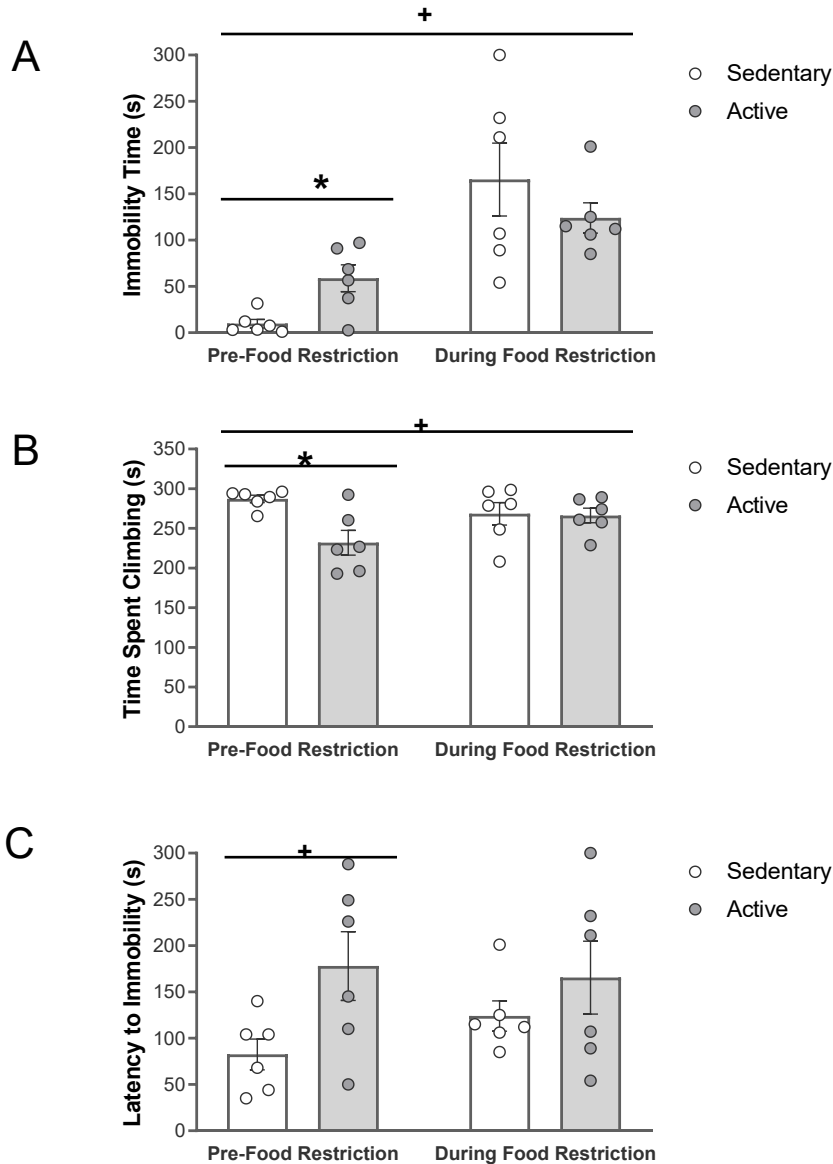 +
A
Immobility Time (s)
300
250
200
150
100
50
0
*
Pre-Food Restriction
During Food Restriction
Sedentary
Active
+
B
Time Spent Climbing (s)
350
300
250
200
150
100
50
0
*
Pre-Food Restriction
During Food Restriction
Sedentary
Active
C
Latency to Immobility (s)
300
250
200
150
100
50
0
+
Pre-Food Restriction
During Food Restriction
Sedentary
Active